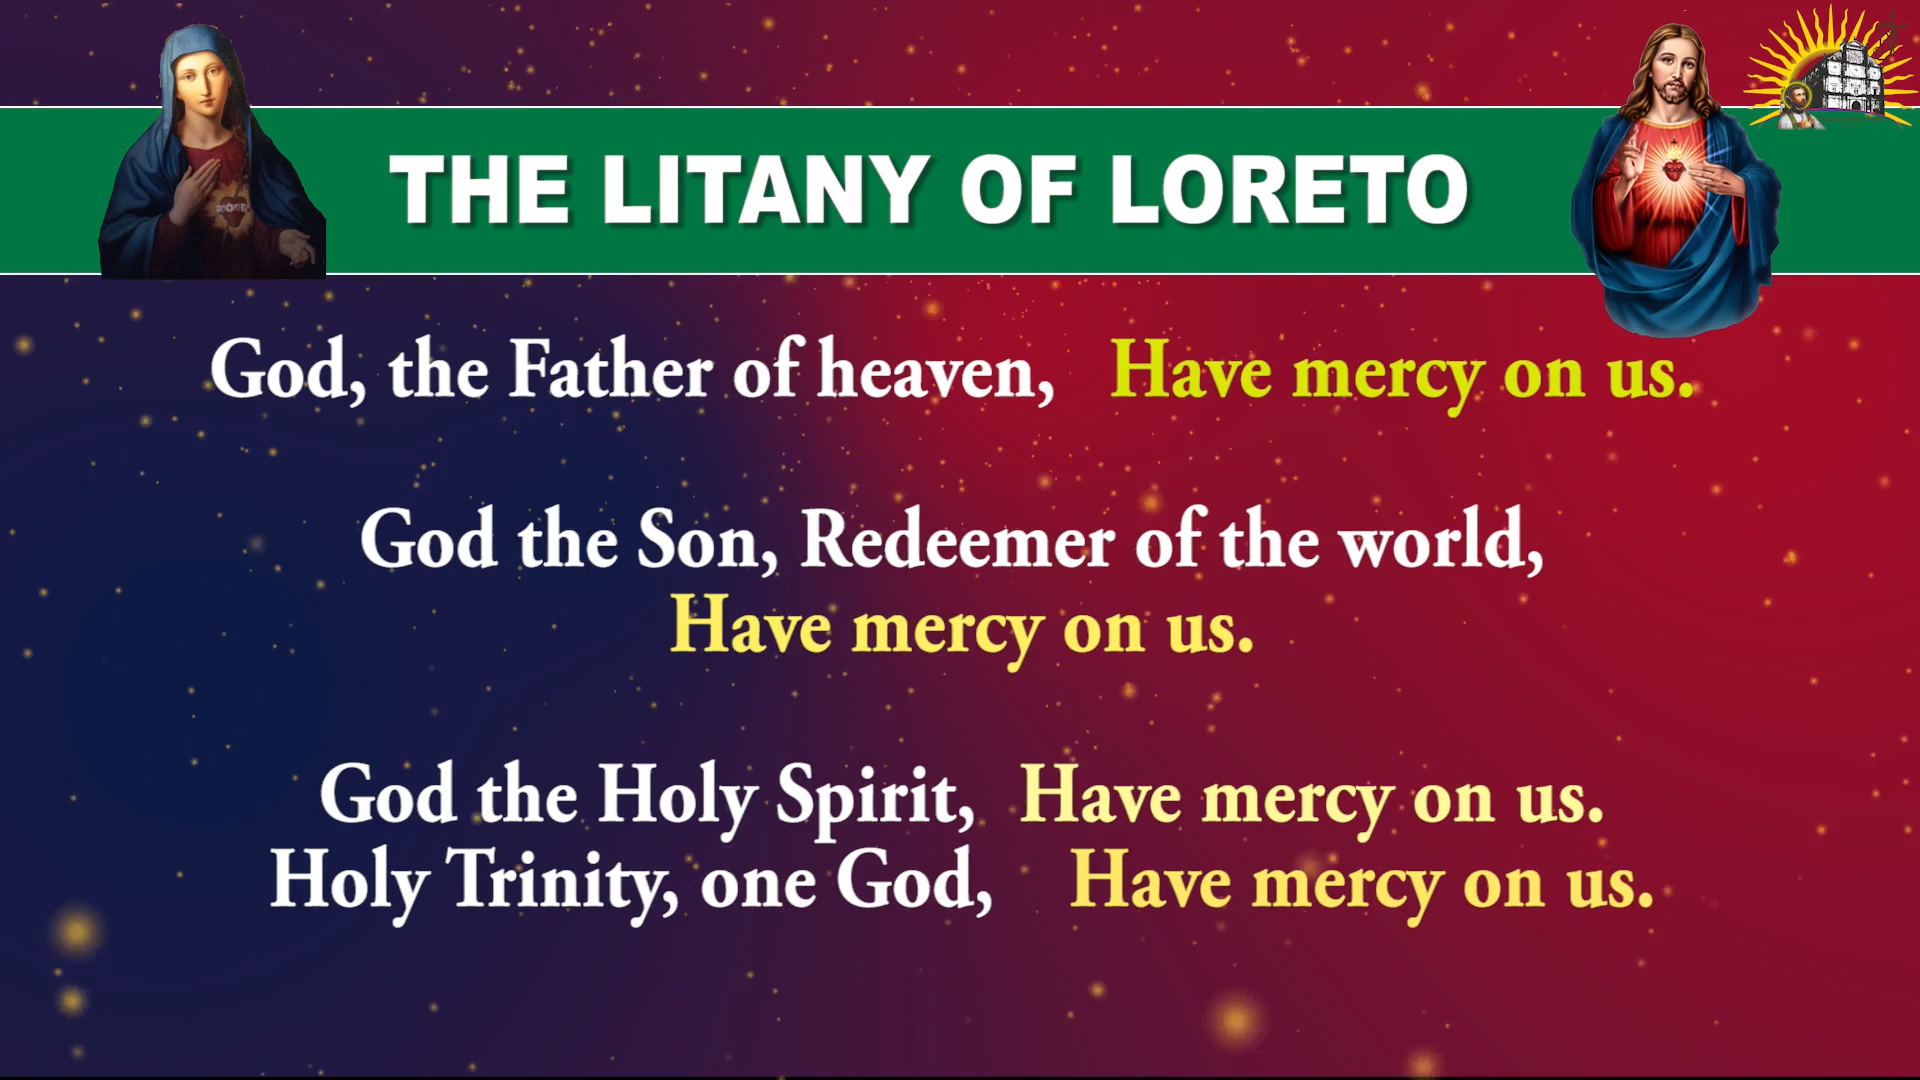 THE LITANY OF LORETO
God, the Father of heaven, Have mercy on us.
God the Son, Redeemer of the world,
Have mercy on us.
God the Holy Spirit, Have mercy on us.
Holy Trinity, one God, Have mercy on us.